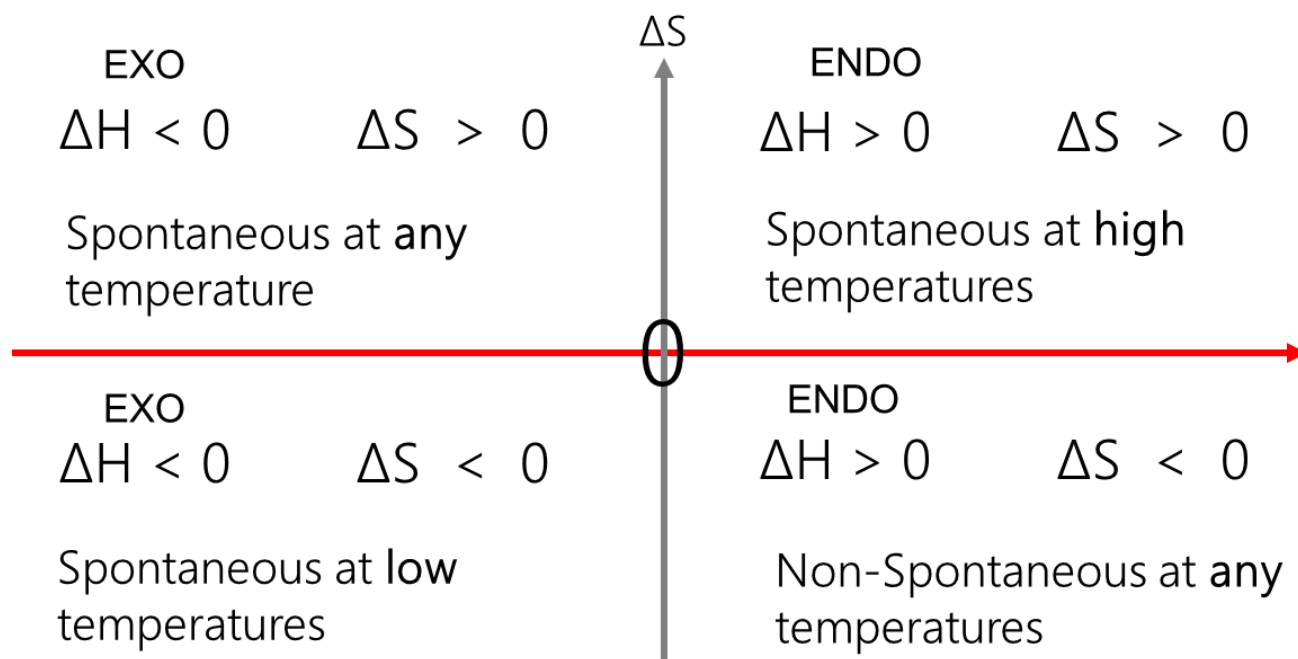 ΔS
EXO
ΔH < 0 ΔS > 0
Spontaneous at any
temperature
ENDO
ΔH > 0 ΔS > 0
Spontaneous at high
temperatures
0
EXO
ΔH < 0 ΔS < 0
Spontaneous at low
temperatures
ENDO
ΔH > 0 ΔS < 0
Non-Spontaneous at any
temperatures